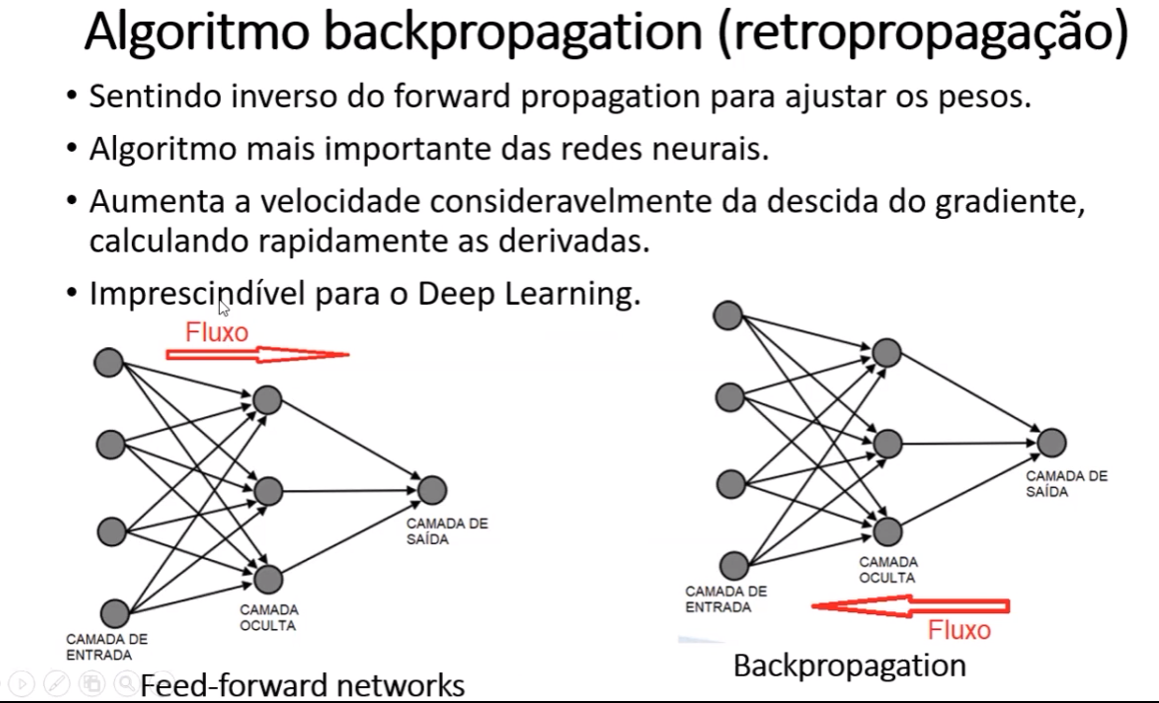 Algoritmo backpropagation (retropropagação)
• Sentindo inverso do forward propagation para ajustar os pesos.
• Algoritmo mais importante das redes neurais.
• Aumenta a velocidade consideravelmente da descida do gradiente,
calculando rapidamente as derivadas.
• Imprescindível para o Deep Learning.
Fluxo
CAMADA DE
SAÍDA
CAMADA
OCULTA
CAMADA DE
ENTRADA
Feed-forward networks
CAMADA DE
SAÍDA
CAMADA
OCULTA
CAMADA DE
ENTRADA
Fluxo
Backpropagation